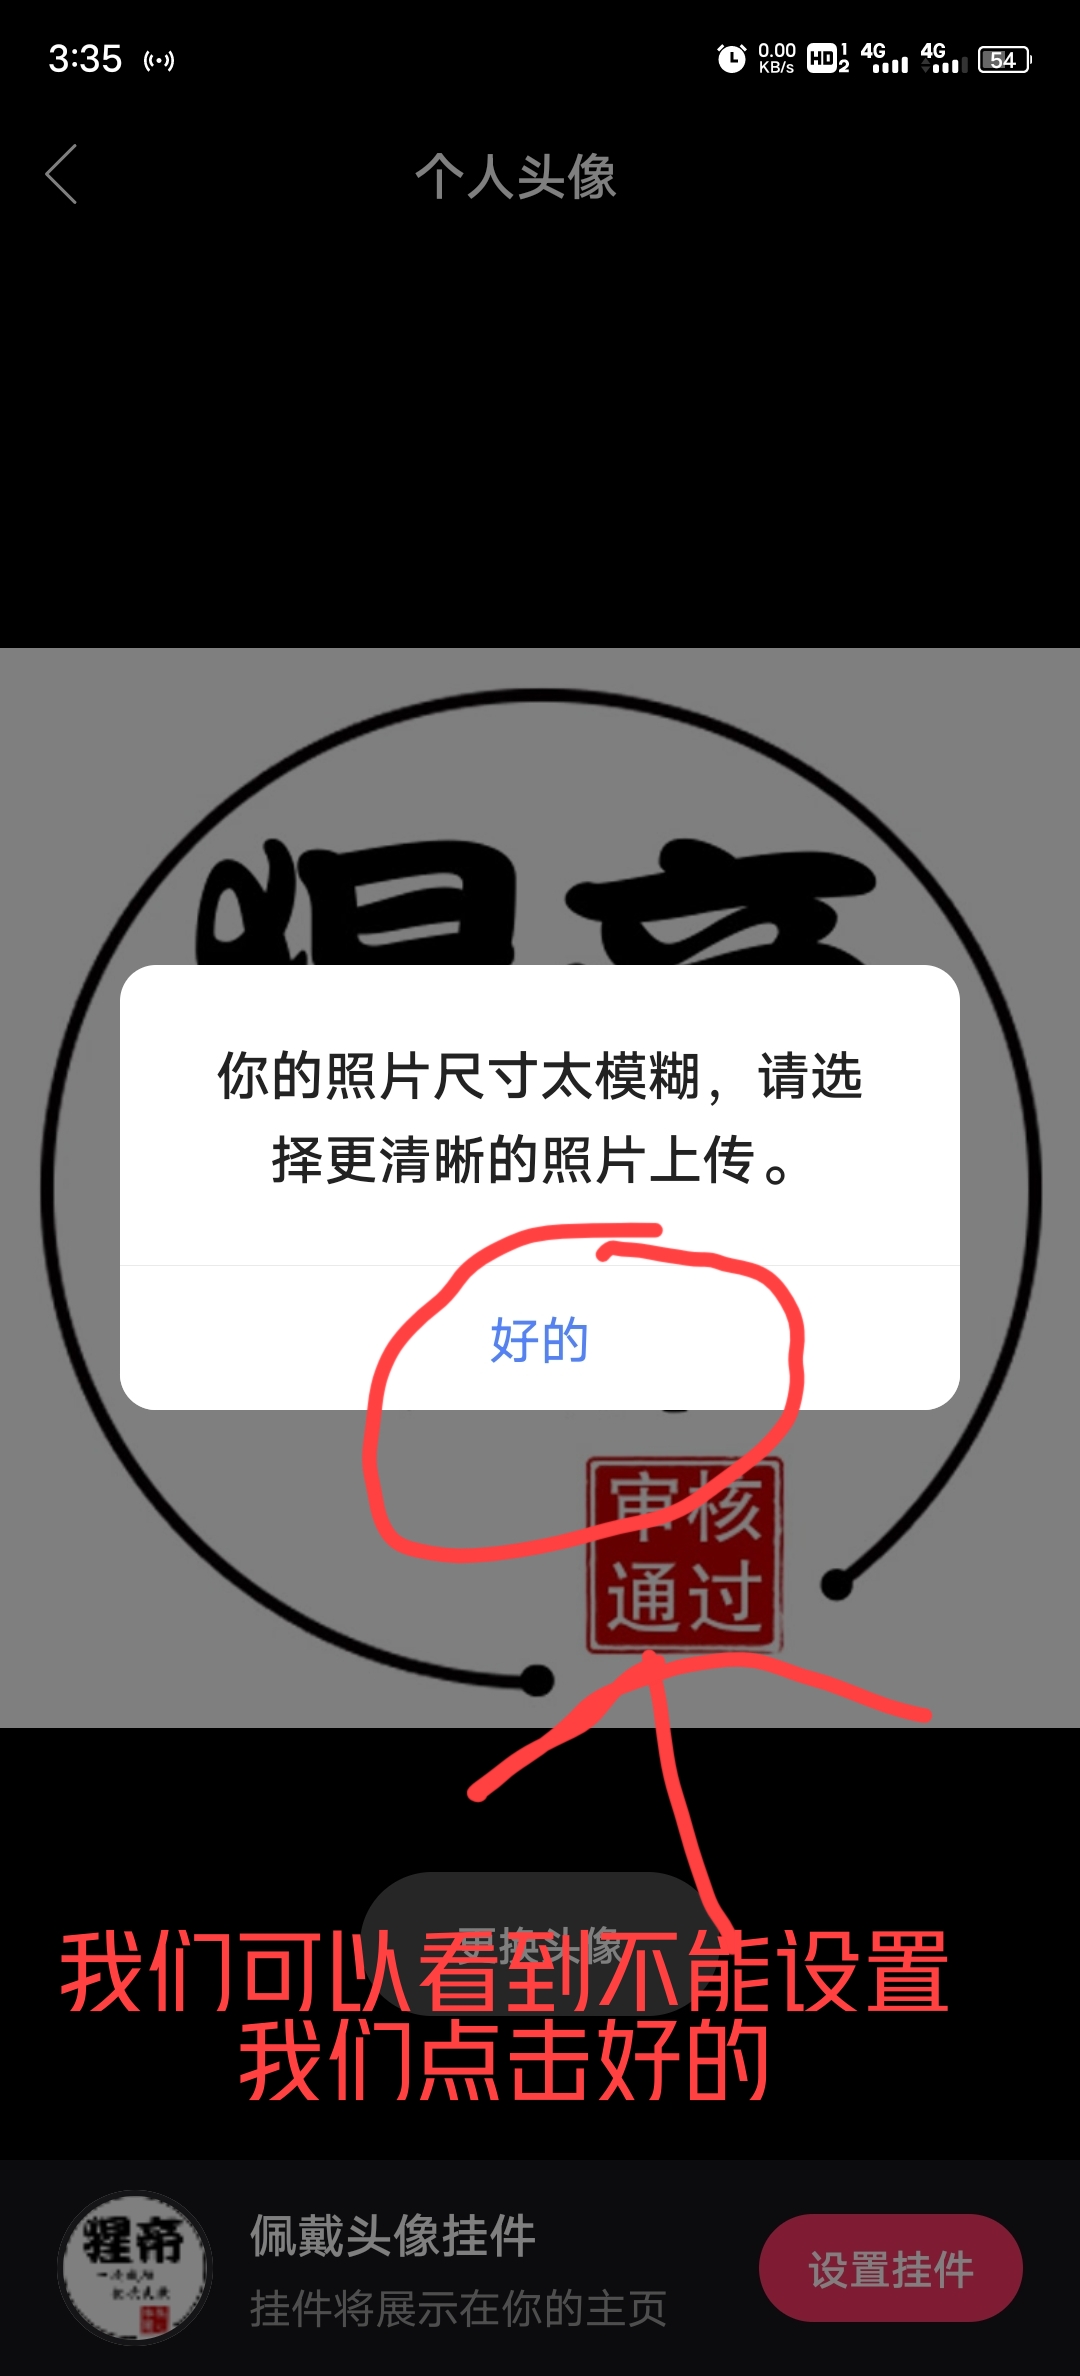 3:35
0.00
KB/s
HD 1 2
4G
4G
54
个人头像
你的照片尺寸太模糊，请选
择更清晰的照片上传。
好的
审核
通过
更换头像
我们可以看到不能设置
我们点击好的
猩帝
佩戴头像挂件
挂件将展示在你的主页
设置挂件